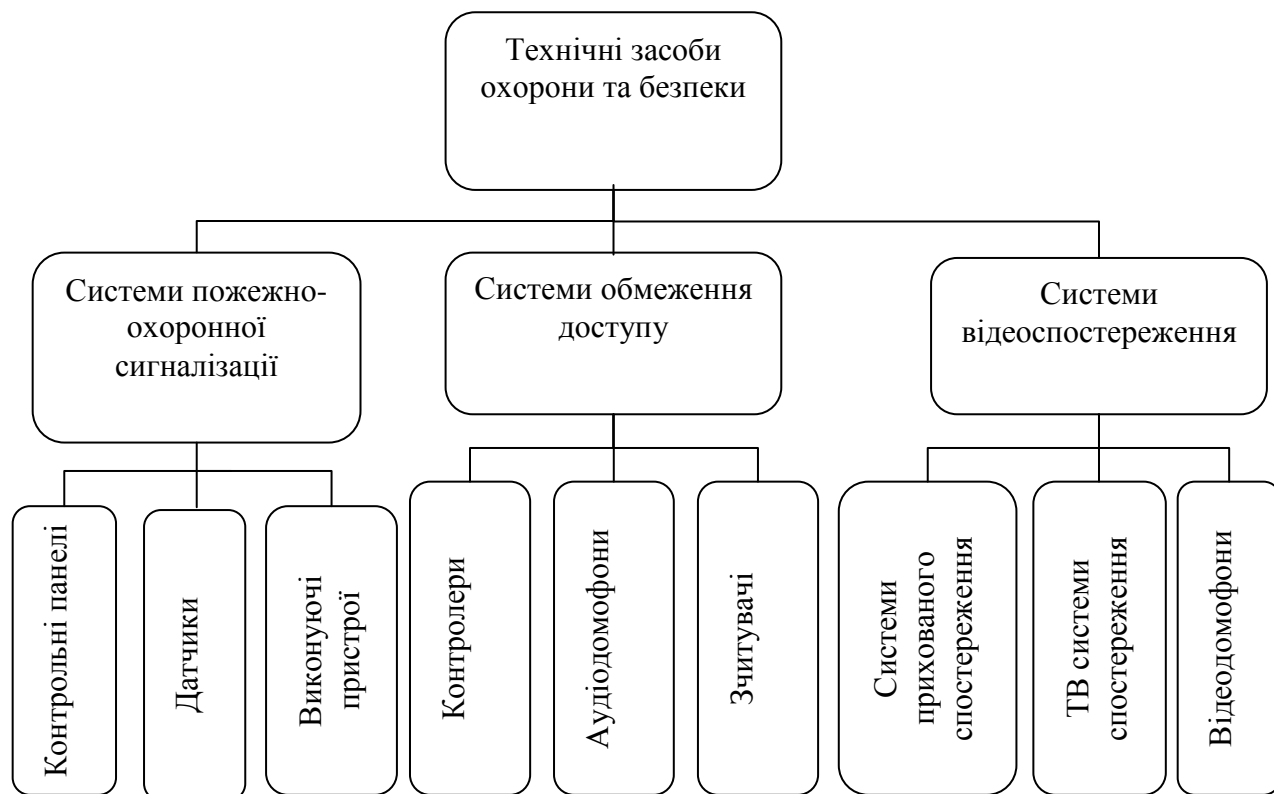 Технічні засоби
охорони та безпеки
Системи пожежно-
охоронної
сигналізації
Системи обмеження
доступу
Системи
відеоспостереження
Контрольні панелі
Датчики
Виконуючі
пристрої
Контролери
Аудіодомофони
Зчитувачі
Системи
прихованого
спостереження
ТВ системи
спостереження
Відеодомофони